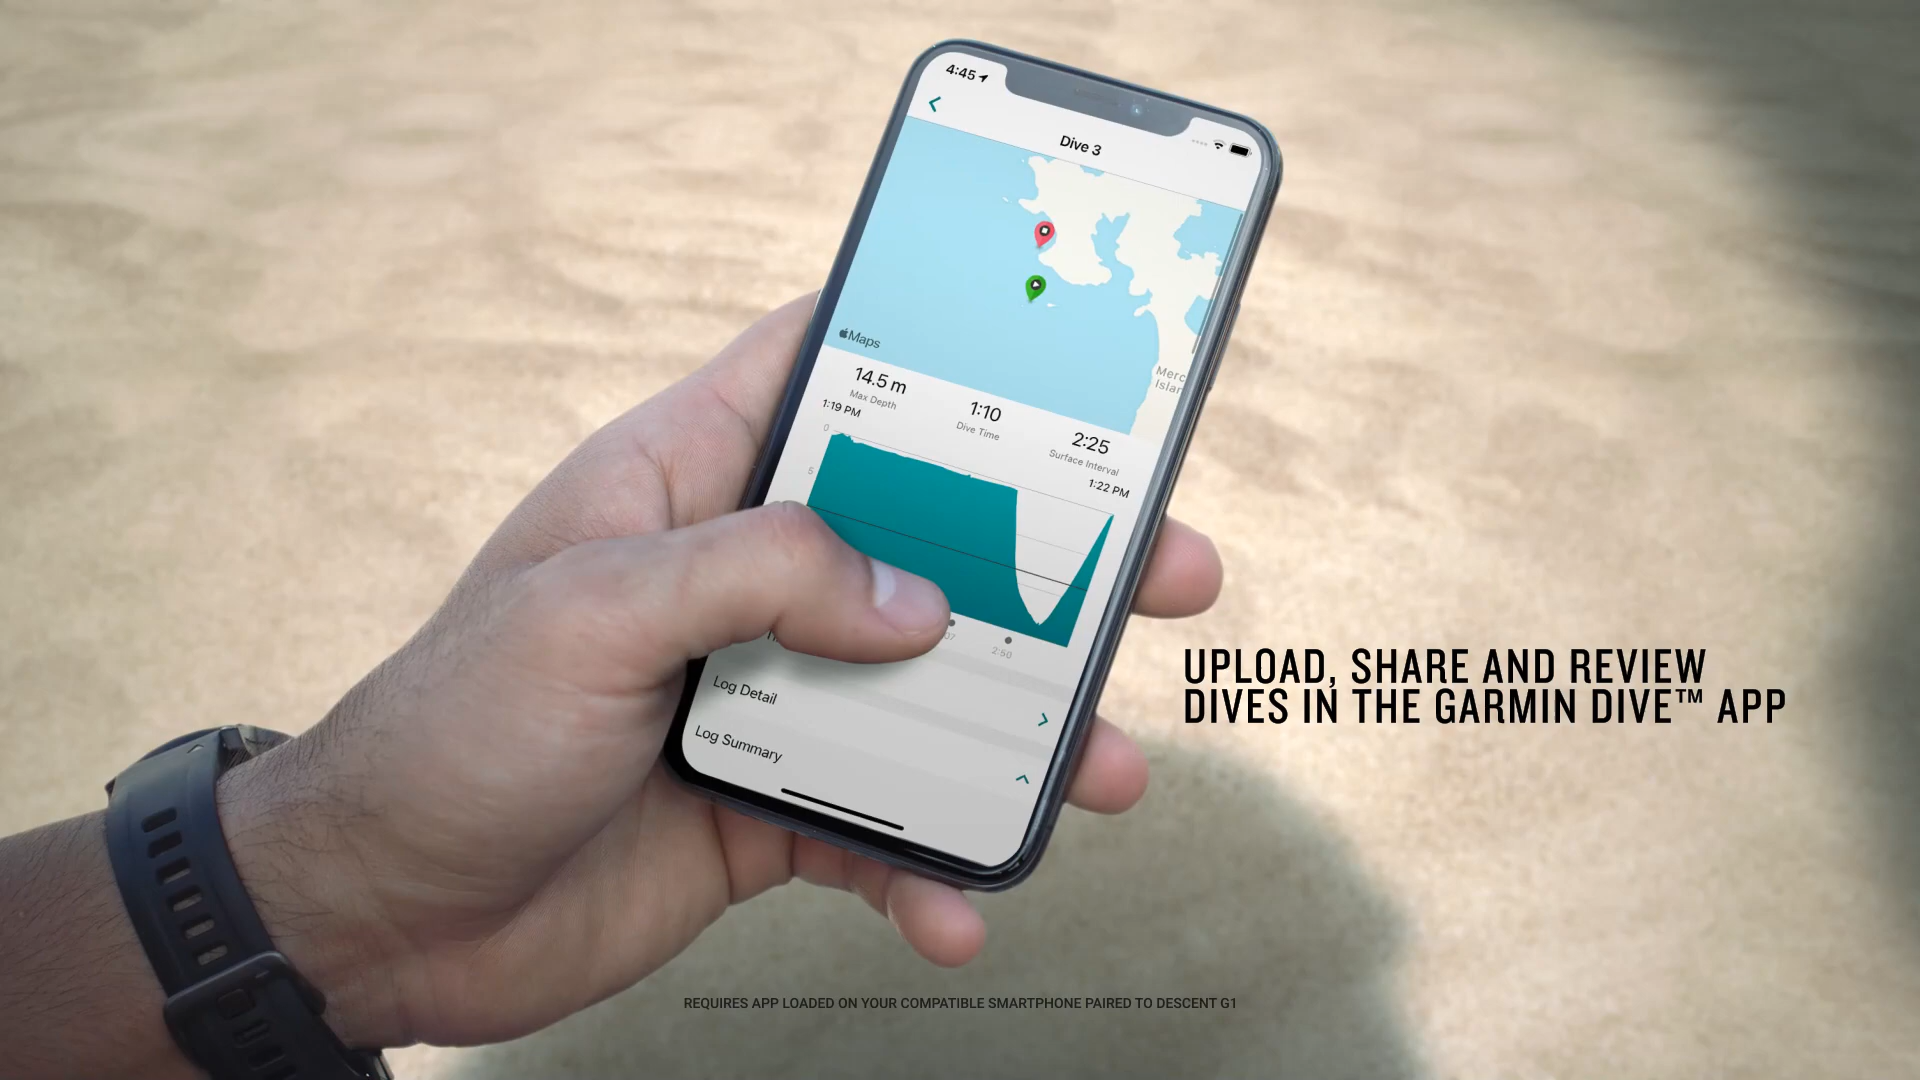 4:45
Dive 3
Maps
Merc
Islan
14.5 m
Max Depth
1:10
Dive Time
2:25
Surface Interval
1:19 PM
1:22 PM
0
5
2:50
Log Detail
Log Summary
UPLOAD, SHARE AND REVIEW
DIVES IN THE GARMIN DIVE™ APP
REQUIRES APP LOADED ON YOUR COMPATIBLE SMARTPHONE PAIRED TO DESCENT G1